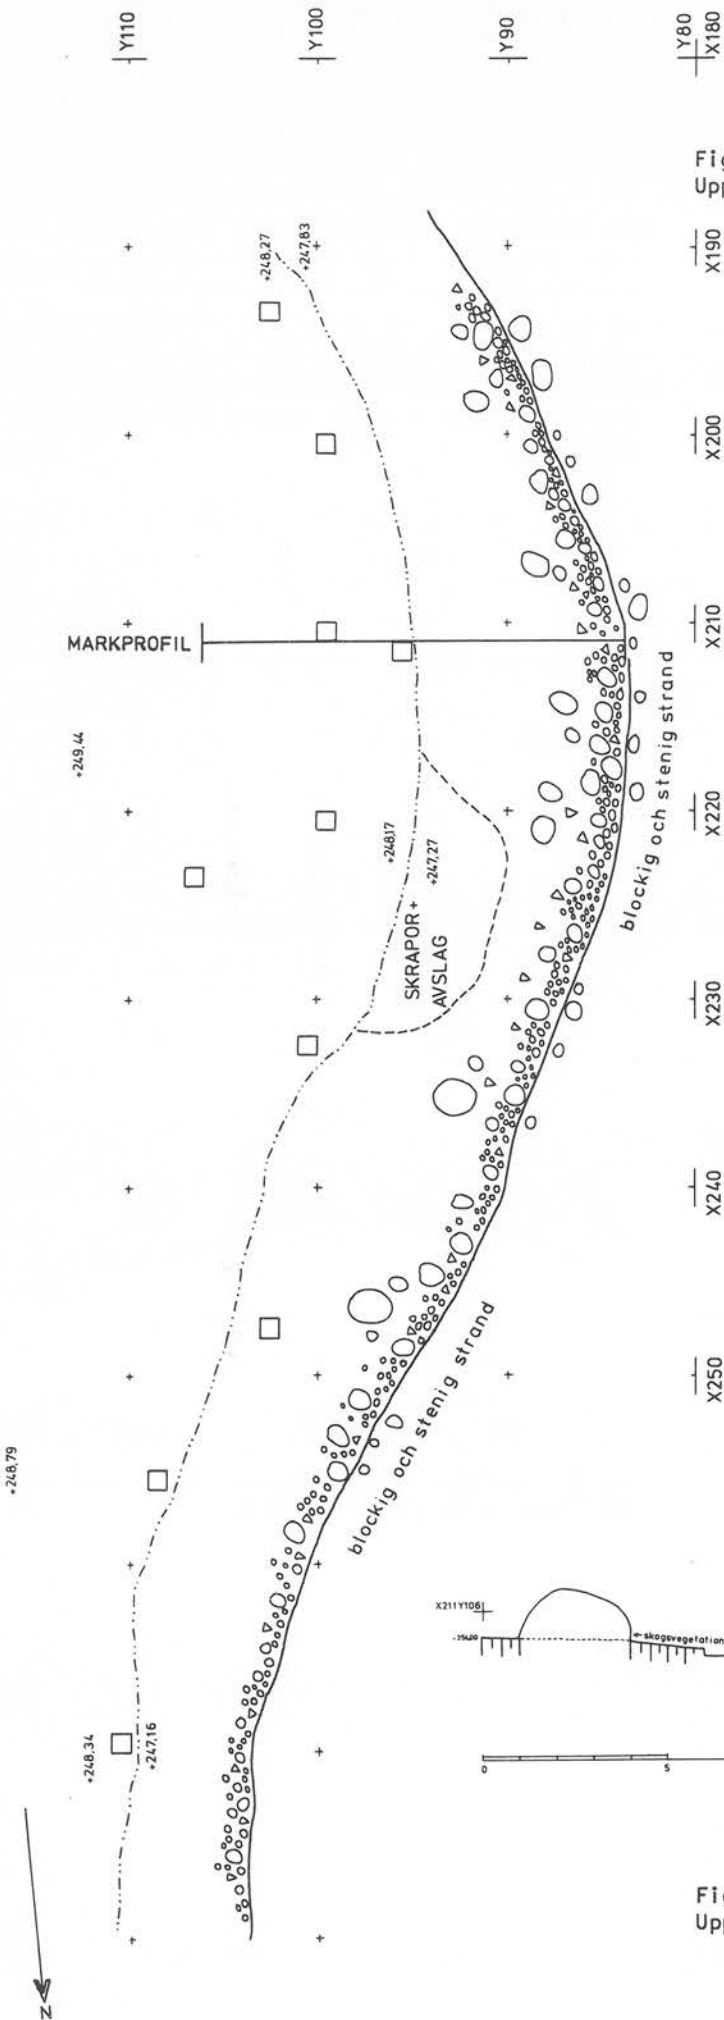 Y110
Y100
Y90
Y80
X180
Fig
Upp
X190
+248,27
+247,83
X200
X210
MARKPROFIL
+249,44
X220
+248,17
+247,27
SKRAPOR+
AVSLAG
blockig och stenig strand
X230
X240
X250
blockig och stenig strand
+248,79
X211Y106
skogsvegetation
0
5
+248,34
+247,16
N
Fig
Upp